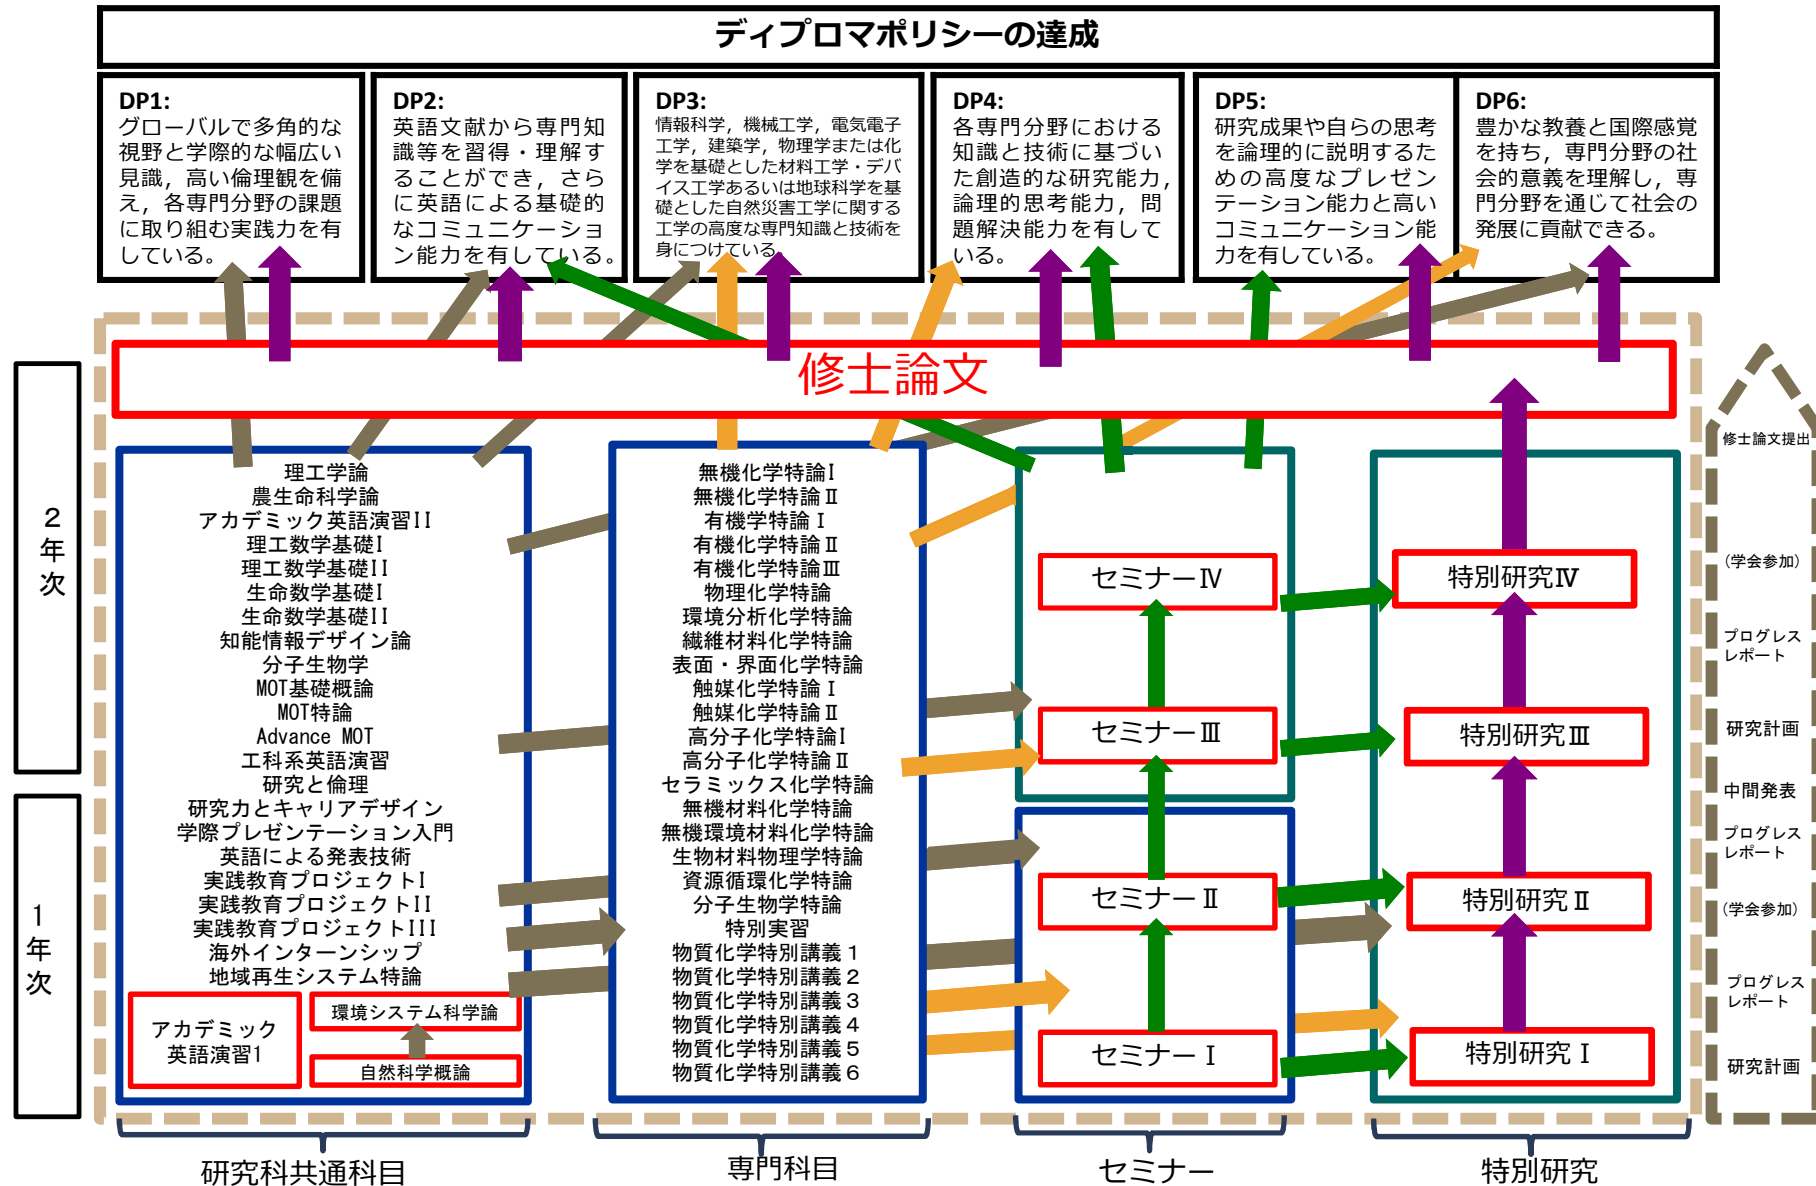 ディプロマポリシーの達成
DP1:
グローバルで多角的な
視野と学際的な幅広い
見識，高い倫理観を備
え，各専門分野の課題
に取り組む実践力を有
している。
DP2:
英語文献から専門知
識等を習得・理解す
ることができ，さら
に英語による基礎的
なコミュニケーショ
ン能力を有している。
DP3:
情報科学，機械工学，電気電子
工学，建築学，物理学または化
学を基礎とした材料工学・デバ
イス工学あるいは地球科学を基
礎とした自然災害工学に関する
工学の高度な専門知識と技術を
身につけている。
DP4:
各専門分野における
知識と技術に基づい
た創造的な研究能力，
論理的思考能力，問
題解決能力を有して
いる。
DP5:
研究成果や自らの思考
を論理的に説明するた
めの高度なプレゼン
テーション能力と高い
コミュニケーション能
力を有している。
DP6:
豊かな教養と国際感覚
を持ち，専門分野の社
会的意義を理解し，専
門分野を通じて社会の
発展に貢献できる。
修士論文
2
年
次
1
年
次
理工学論
農生命科学論
アカデミック英語演習II
理工数学基礎I
理工数学基礎II
生命数学基礎I
生命数学基礎II
知能情報デザイン論
分子生物学
MOT基礎概論
MOT特論
Advance MOT
工科系英語演習
研究と倫理
研究力とキャリアデザイン
学際プレゼンテーション入門
英語による発表技術
実践教育プロジェクトI
実践教育プロジェクトII
実践教育プロジェクトIII
海外インターンシップ
地域再生システム特論
アカデミック
英語演習1
環境システム科学論
自然科学概論
無機化学特論I
無機化学特論Ⅱ
有機学特論Ⅰ
有機化学特論Ⅱ
有機化学特論Ⅲ
物理化学特論
環境分析化学特論
繊維材料化学特論
表面・界面化学特論
触媒化学特論Ⅰ
触媒化学特論Ⅱ
高分子化学特論I
高分子化学特論Ⅱ
セラミックス化学特論
無機材料化学特論
無機環境材料化学特論
生物材料物理学特論
資源循環化学特論
分子生物学特論
特別実習
物質化学特別講義１
物質化学特別講義２
物質化学特別講義３
物質化学特別講義４
物質化学特別講義５
物質化学特別講義６
セミナーⅣ
セミナーⅢ
セミナーⅡ
セミナーⅠ
特別研究Ⅳ
特別研究Ⅲ
特別研究Ⅱ
特別研究Ⅰ
修士論文提出
(学会参加)
プログレス
レポート
研究計画
中間発表
プログレス
レポート
(学会参加)
プログレス
レポート
研究計画
研究科共通科目
専門科目
セミナー
特別研究